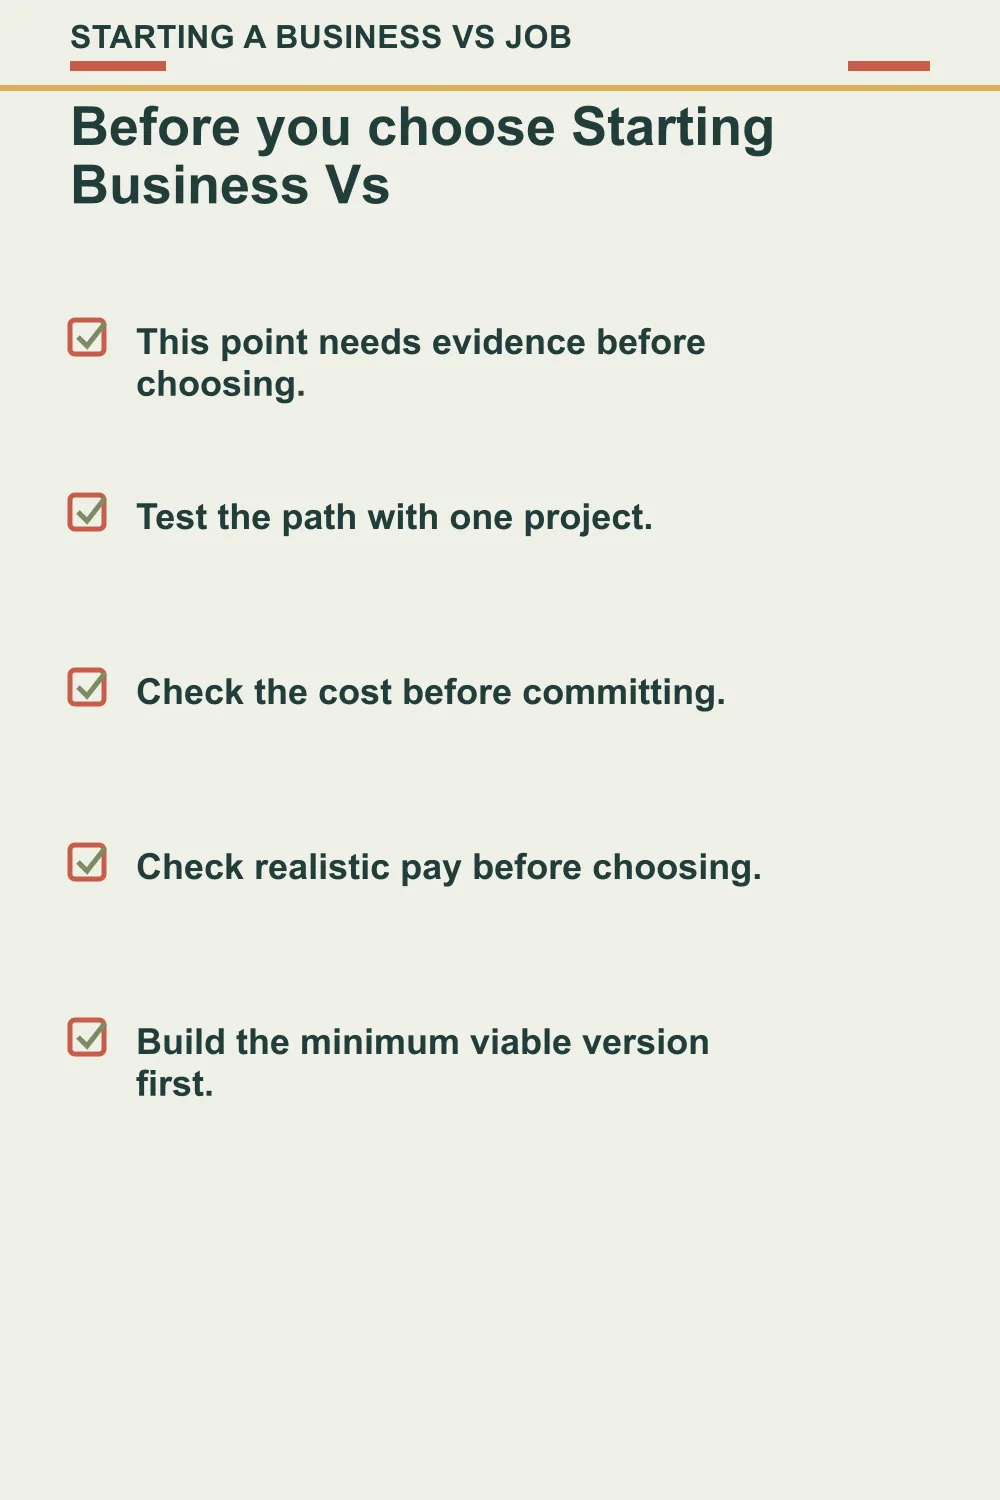 STARTING A BUSINESS VS JOB
Before you choose Starting
Business Vs
This point needs evidence before
choosing.
Test the path with one project.
Check the cost before committing.
Check realistic pay before choosing.
Build the minimum viable version
first.